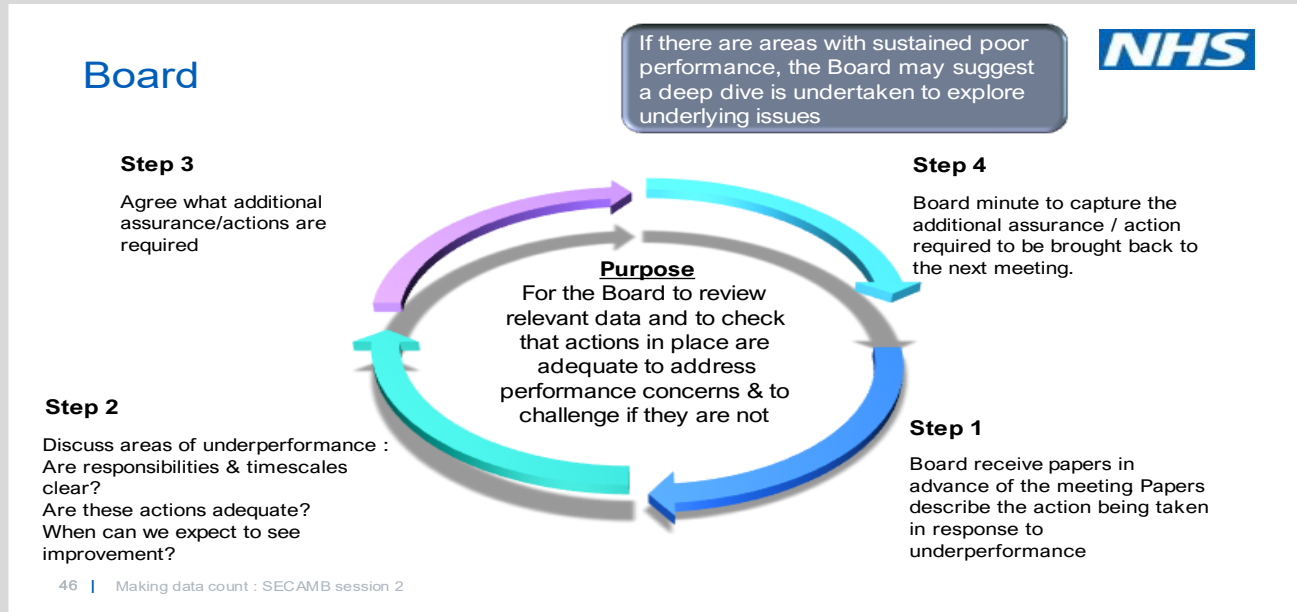 Board
If there are areas with sustained poor
performance, the Board may suggest
a deep dive is undertaken to explore
underlying issues
NHS
Step 3
Agree what additional
assurance/actions are
required
Step 4
Board minute to capture the
additional assurance / action
required to be brought back to
the next meeting.
Purpose
For the Board to review
relevant data and to check
that actions in place are
adequate to address
performance concerns & to
challenge if they are not
Step 2
Discuss areas of underperformance :
Are responsibilities & timescales
clear?
Are these actions adequate?
When can we expect to see
improvement?
Step 1
Board receive papers in
advance of the meeting Papers
describe the action being taken
in response to
underperformance
46 | Making data count : SECAMB session 2